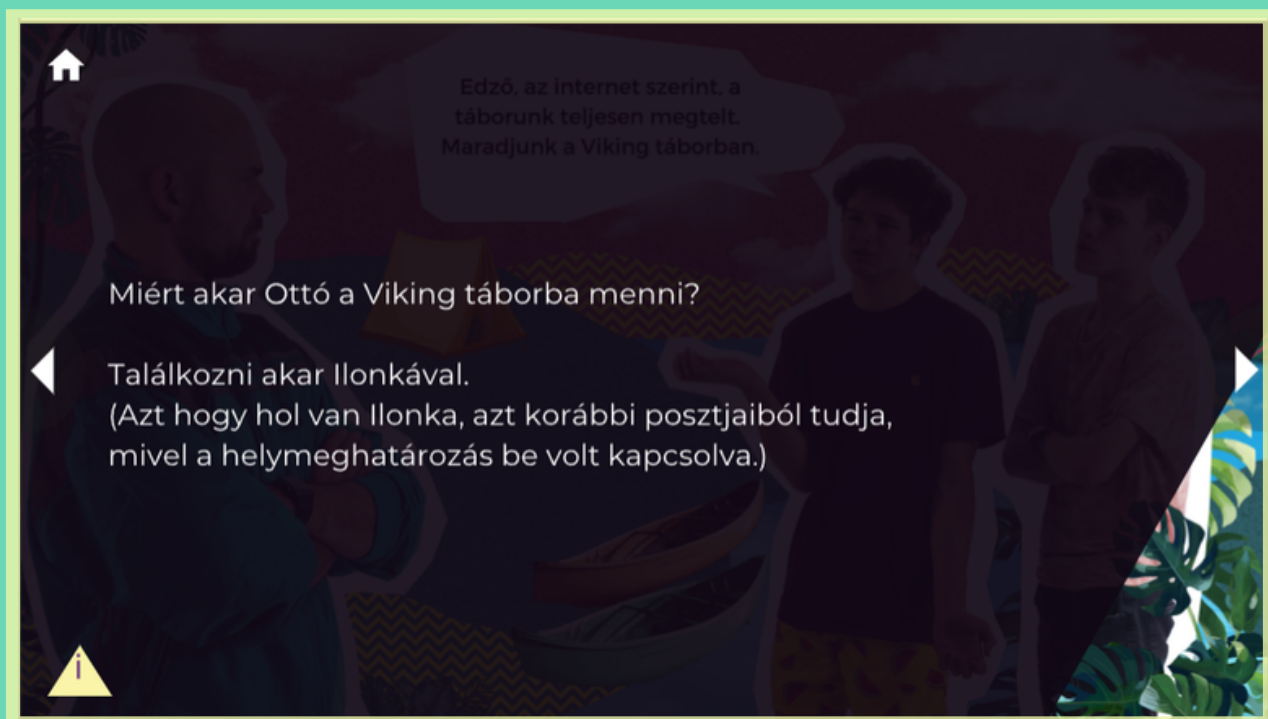 Edző, az internet szerint, a
táborunk teljesen megtelt.
Maradjunk a Viking táborban.
Miért akar Ottó a Viking táborba menni?
Találkozni akar Ilonkával.
(Azt hogy hol van Ilonka, azt korábbi posztjaiból tudja,
mivel a helymeghatározás be volt kapcsolva.)
i